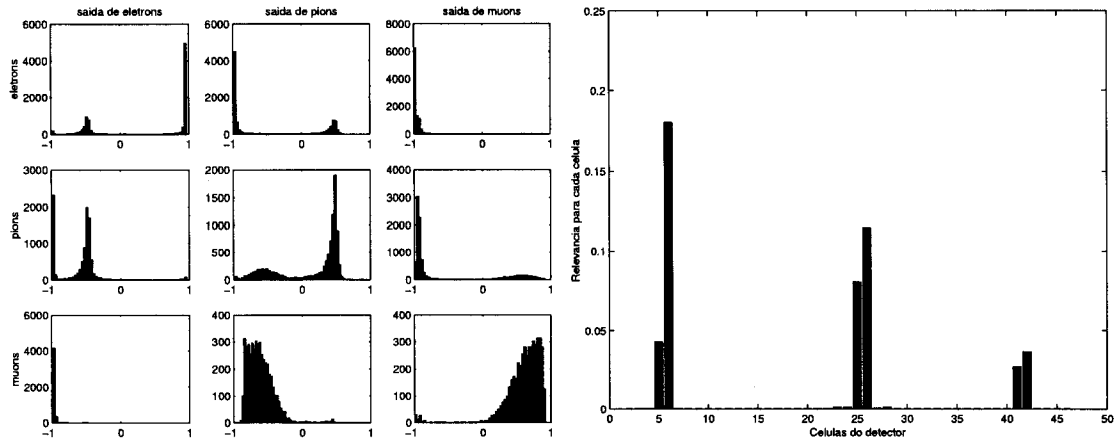 saida de eletrons
saida de pions
saida de muons
eletrons
6000
4000
2000
0
-1 0 1
6000
4000
2000
0
-1 0 1
8000
6000
4000
2000
0
-1 0 1
pions
3000
2000
1000
0
-1 0 1
2000
1500
1000
500
0
-1 0 1
4000
3000
2000
1000
0
-1 0 1
muons
6000
4000
2000
0
-1 0 1
400
300
200
100
0
-1 0 1
400
300
200
100
0
-1 0 1
Relevancia para cada celula
0.25
0.2
0.15
0.1
0.05
0
0 5 10 15 20 25 30 35 40 45 50
Celulas do detector